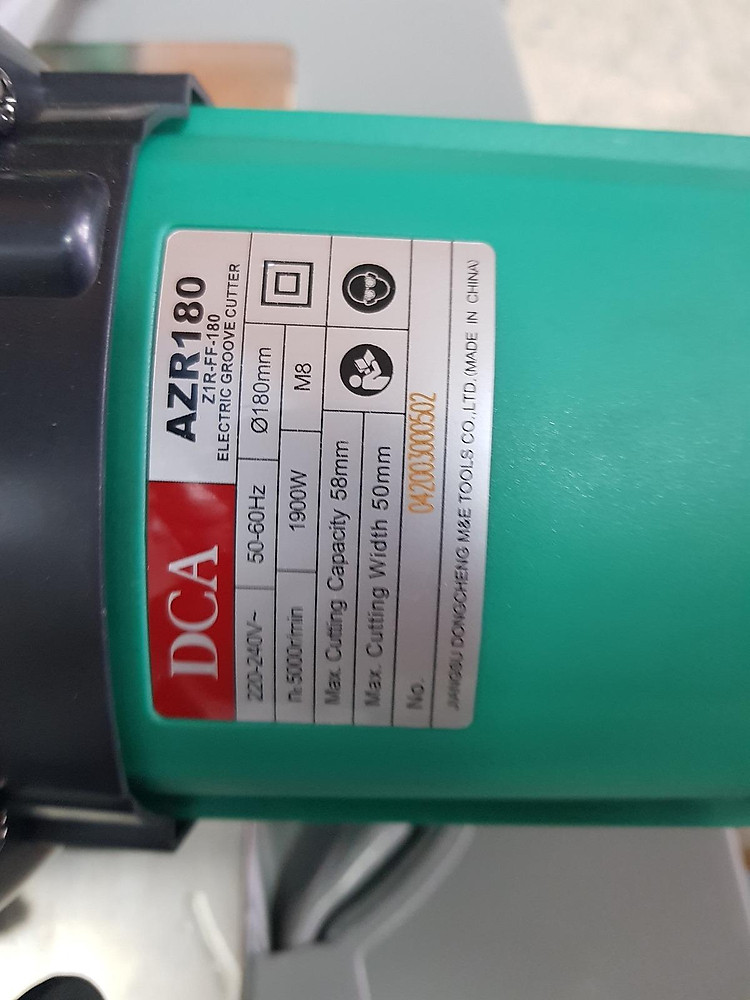 DCA
AZR180
Z1R-FF-180
ELECTRIC GROOVE CUTTER
220-240V~ 50-60Hz Ø180mm
n₀5000r/min 1900W M8
Max. Cutting Capacity 58mm
Max. Cutting Width 50mm
No. 042003000502
JIANGSU DONGCHENG M&E TOOLS CO.,LTD.(MADE IN CHINA)